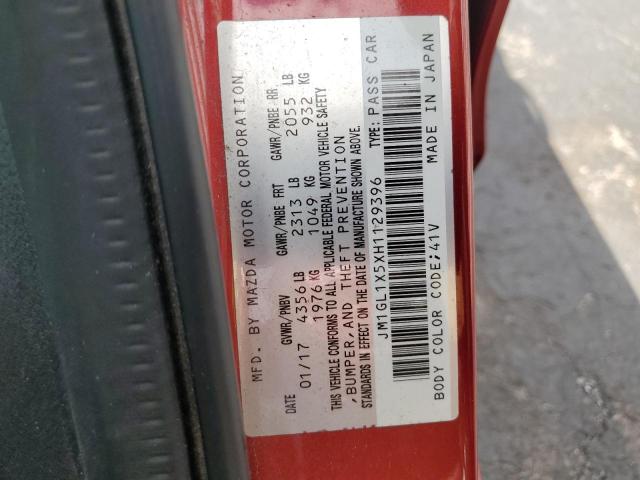 MFD. BY MAZDA MOTOR CORPORATION
DATE GVWR/PNBV GAWR/PNBE FRT GAWR/PNBE RR
01/17 4356 LB 2313 LB 2055 LB
1976 KG 1049 KG 932 KG
THIS VEHICLE CONFORMS TO ALL APPLICABLE FEDERAL MOTOR VEHICLE SAFETY
,BUMPER,AND THEFT PREVENTION
STANDARDS IN EFFECT ON THE DATE OF MANUFACTURE SHOWN ABOVE.
JM1GL1X5XH1129396 TYPE: PASS CAR
BODY COLOR CODE;41V MADE IN JAPAN